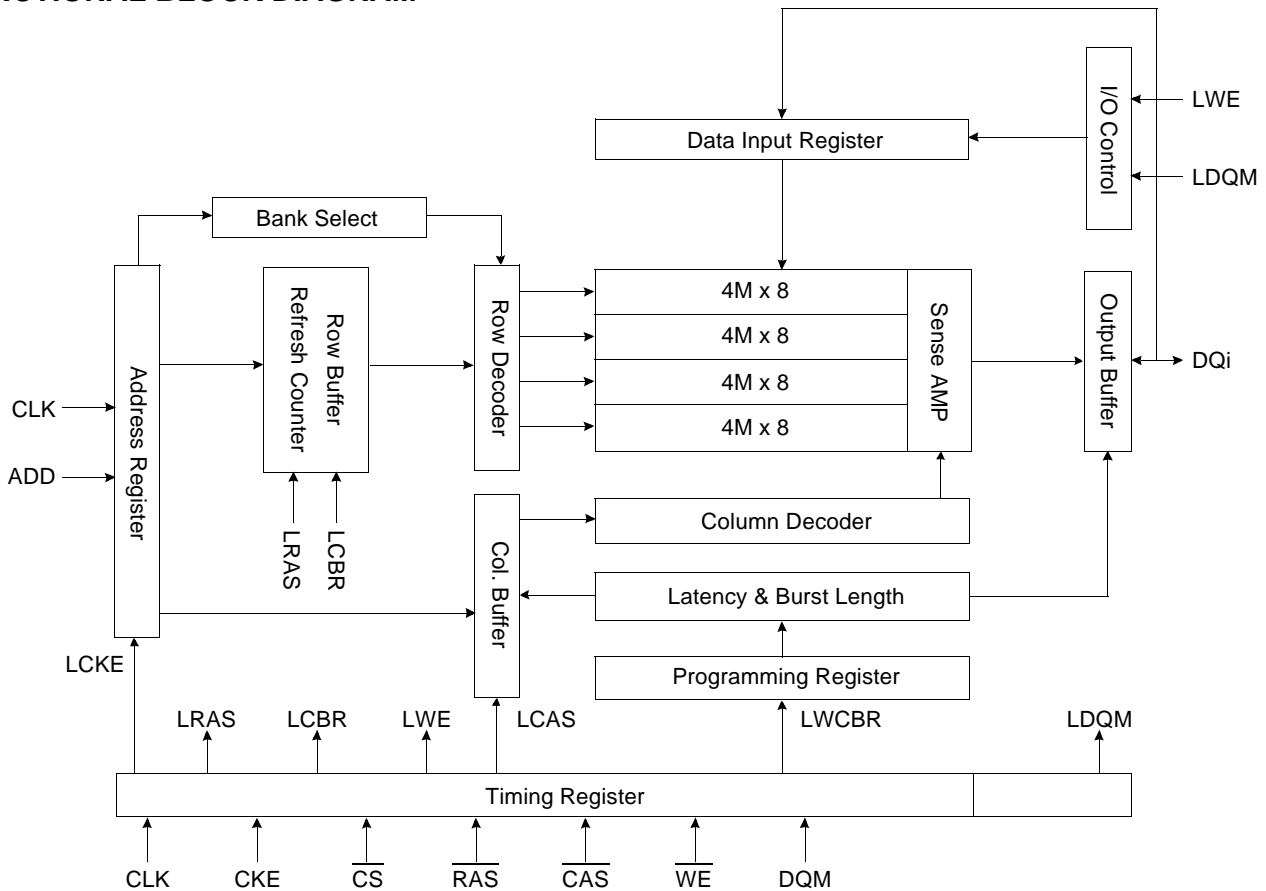 I/O Control
LWE
LDQM
Data Input Register
Bank Select
Address Register
CLK
ADD
Refresh Counter
Row Buffer
LRAS
LCBR
Row Decoder
4M x 8
4M x 8
4M x 8
4M x 8
Sense AMP
Output Buffer
DQi
Col. Buffer
Column Decoder
Latency & Burst Length
Programming Register
LCKE
LRAS
LCBR
LWE
LCAS
LWCBR
LDQM
Timing Register
CLK
CKE
CS
RAS
CAS
WE
DQM